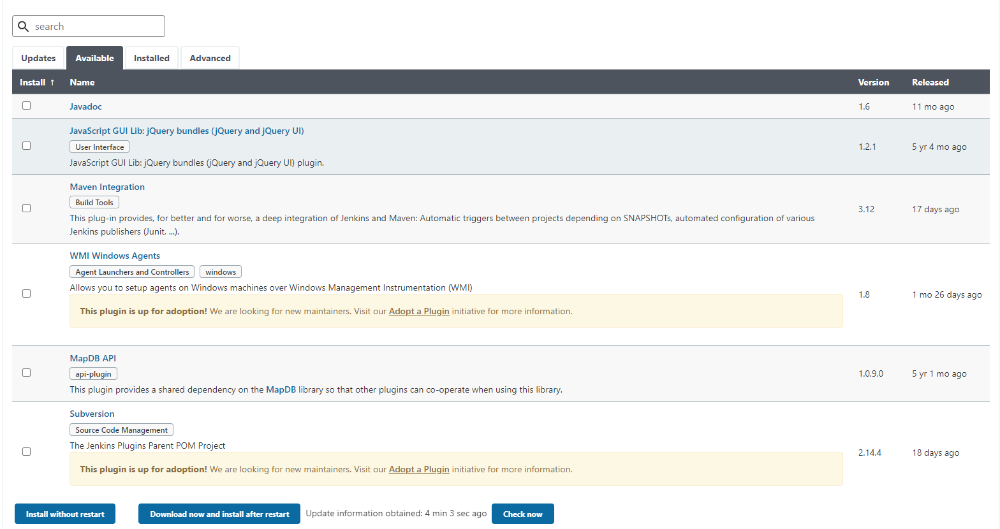 search
Updates Available Installed Advanced
Install ↑ Name Version Released
Javadoc 1.6 11 mo ago
JavaScript GUI Lib: jQuery bundles (jQuery and jQuery UI)
User Interface
1.2.1 5 yr 4 mo ago
JavaScript GUI Lib: jQuery bundles (jQuery and jQuery UI) plugin.
Maven Integration
Build Tools
3.12 17 days ago
This plug-in provides, for better and for worse, a deep integration of Jenkins and Maven: Automatic triggers between projects depending on SNAPSHOTs, automated configuration of various
Jenkins publishers (Junit, ...).
WMI Windows Agents
Agent Launchers and Controllers windows
Allows you to setup agents on Windows machines over Windows Management Instrumentation (WMI)
1.8 1 mo 26 days ago
This plugin is up for adoption! We are looking for new maintainers. Visit our Adopt a Plugin initiative for more information.
MapDB API
api-plugin
1.0.9.0 5 yr 1 mo ago
This plugin provides a shared dependency on the MapDB library so that other plugins can co-operate when using this library.
Subversion
Source Code Management
The Jenkins Plugins Parent POM Project
2.14.4 18 days ago
This plugin is up for adoption! We are looking for new maintainers. Visit our Adopt a Plugin initiative for more information.
Install without restart Download now and install after restart Update information obtained: 4 min 3 sec ago Check now